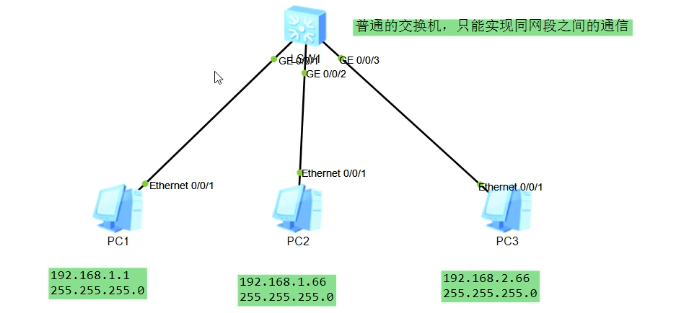 普通的交换机，只能实现同网段之间的通信
LSW1
GE 0/0/1
GE 0/0/3
GE 0/0/2
Ethernet 0/0/1
Ethernet 0/0/1
Ethernet 0/0/1
PC1
PC2
PC3
192.168.1.1
255.255.255.0
192.168.1.66
255.255.255.0
192.168.2.66
255.255.255.0